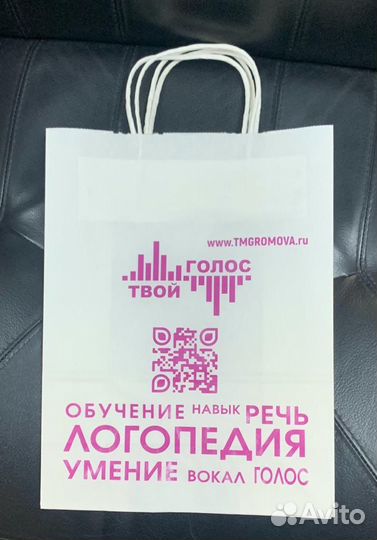 www.TMGROMOVA.ru
ГОЛОС
ТВОЙ
ОБУЧЕНИЕ НАВЫК РЕЧЬ
ЛОГОПЕДИЯ
УМЕНИЕ ВОКАЛ ГОЛОС
Avito